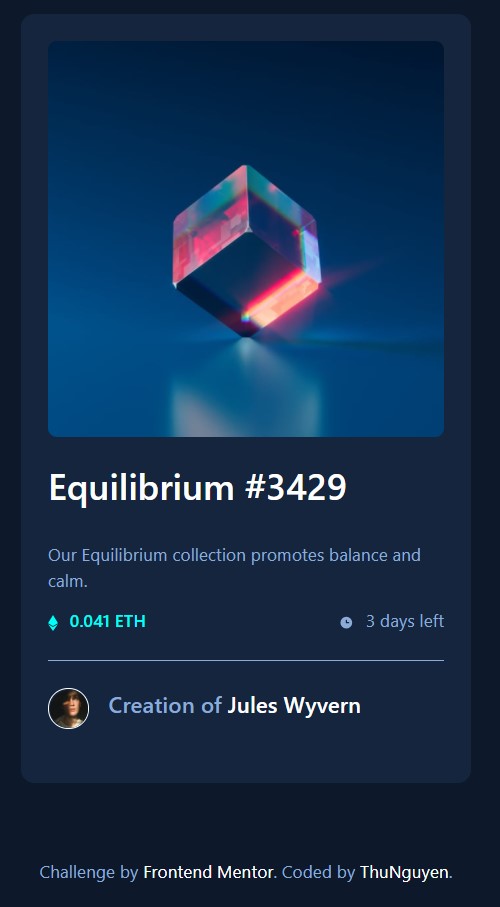 Equilibrium #3429
Our Equilibrium collection promotes balance and
calm.
0.041 ETH
3 days left
Creation of Jules Wyvern
Challenge by Frontend Mentor. Coded by ThuNguyen.